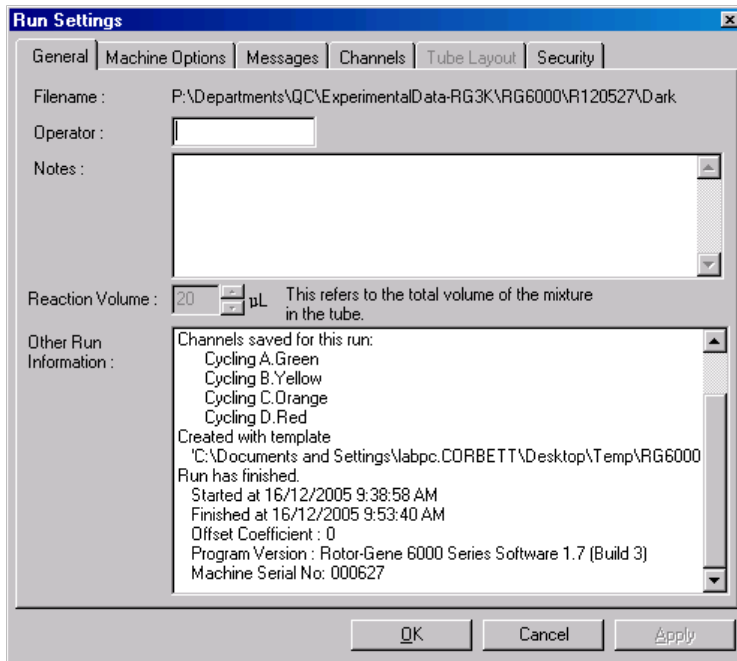 Run Settings
General Machine Options Messages Channels Tube Layout Security
Filename : P:\Departments\QC\ExperimentalData-RG3K\RG6000\R120527\Dark
Operator :
Notes :
Reaction Volume : 20 µL This refers to the total volume of the mixture
in the tube.
Other Run
Information :
Channels saved for this run:
Cycling A.Green
Cycling B.Yellow
Cycling C.Orange
Cycling D.Red
Created with template
'C:\Documents and Settings\labpc.CORBETT\Desktop\Temp\RG6000
Run has finished.
Started at 16/12/2005 9:38:58 AM
Finished at 16/12/2005 9:53:40 AM
Offset Coefficient : 0
Program Version : Rotor-Gene 6000 Series Software 1.7 (Build 3)
Machine Serial No: 000627
OK Cancel Apply